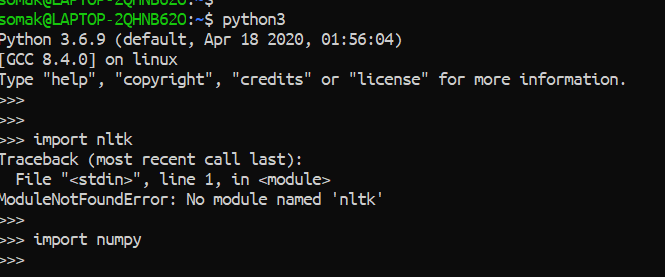 somak@LAPTOP-2QHNB62O:~$
somak@LAPTOP-2QHNB62O:~$ python3
Python 3.6.9 (default, Apr 18 2020, 01:56:04)
[GCC 8.4.0] on linux
Type "help", "copyright", "credits" or "license" for more information.
>>>
>>>
>>> import nltk
Traceback (most recent call last):
  File "<stdin>", line 1, in <module>
ModuleNotFoundError: No module named 'nltk'
>>>
>>> import numpy
>>>